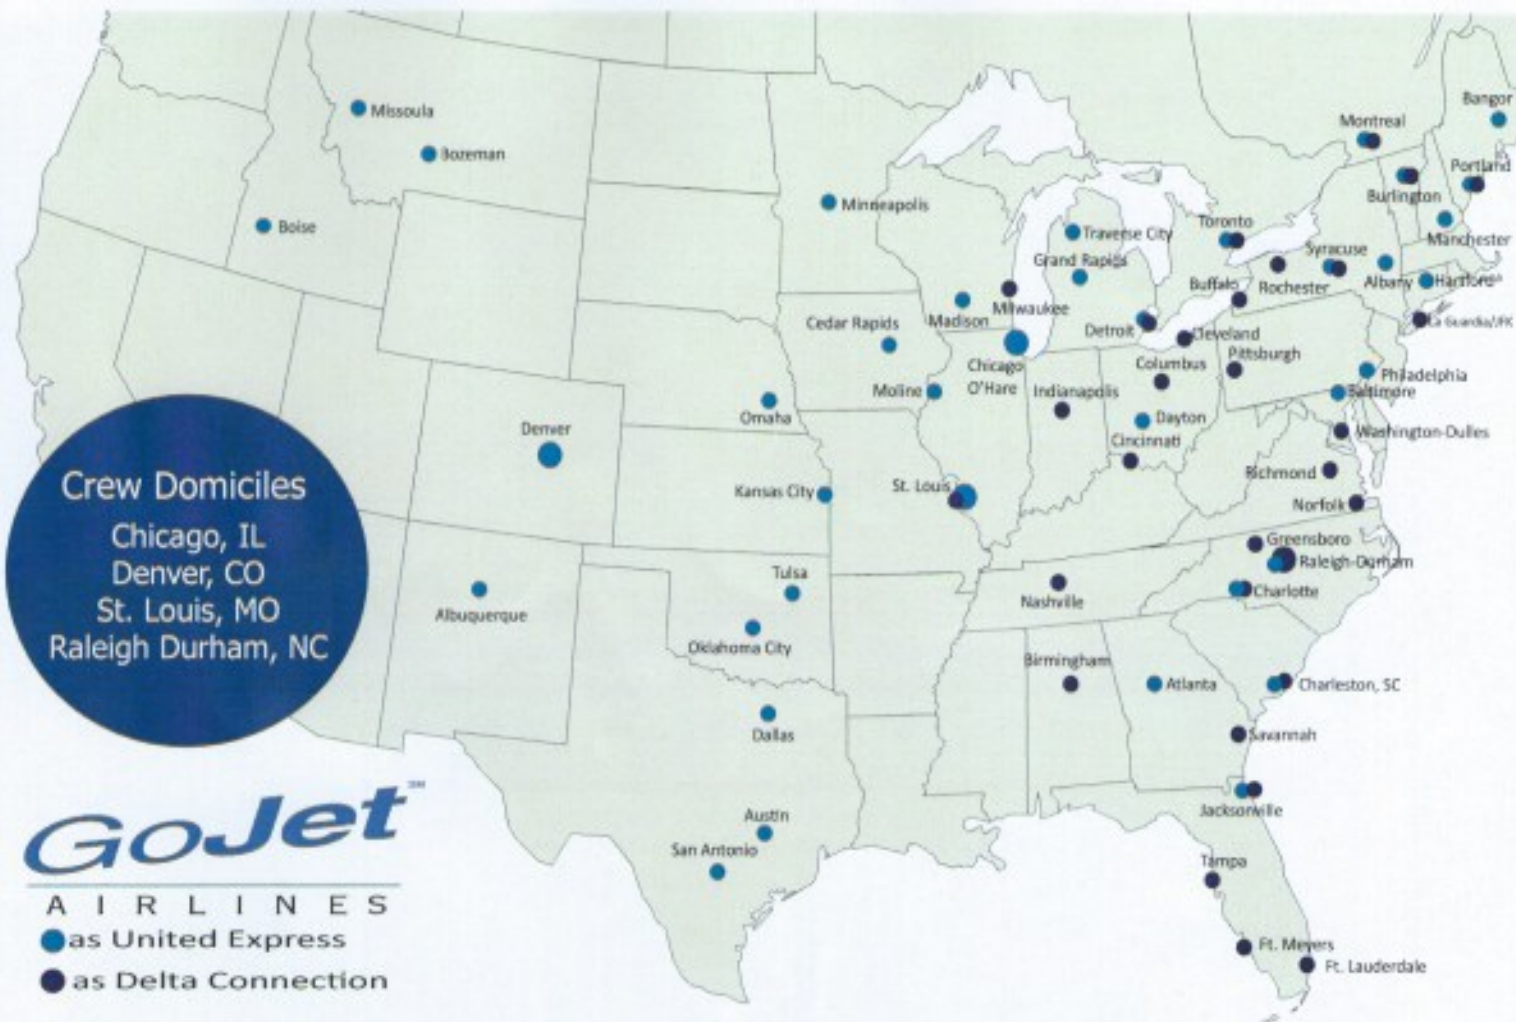 Bangor
Missoula
Montreal
Bozeman
Portland
Burlington
Minneapolis
Boise
Traverse City
Toronto
Manchester
Syracuse
Grand Rapids
Albany
Hartford
Buffalo
Rochester
Milwaukee
Madison
Cedar Rapids
Detroit
La Guardia/JFK
Cleveland
Pittsburgh
Columbus
Chicago
O'Hare
Philadelphia
Moline
Indianapolis
Baltimore
Omaha
Dayton
Denver
Washington-Dulles
Cincinnati
Richmond
St. Louis
Kansas City
Norfolk
Greensboro
Raleigh-Durham
Tulsa
Charlotte
Nashville
Albuquerque
Oklahoma City
Birmingham
Atlanta
Charleston, SC
Dallas
Savannah
Jacksonville
Austin
San Antonio
Tampa
Ft. Meyers
Ft. Lauderdale
Crew Domiciles
Chicago, IL
Denver, CO
St. Louis, MO
Raleigh Durham, NC
GoJet
AIRLINES
as United Express
as Delta Connection